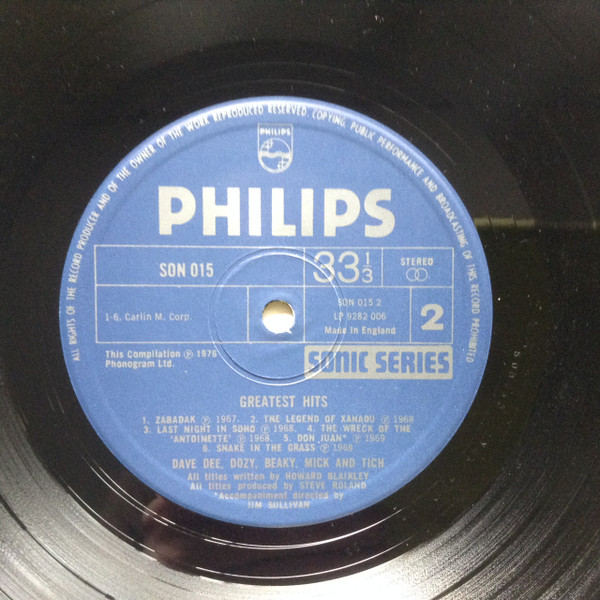 ALL RIGHTS OF THE RECORD PRODUCER AND OF THE OWNER OF THE WORK REPRODUCED RESERVED. COPYING, PUBLIC PERFORMANCE AND BROADCASTING OF THIS RECORD PROHIBITED
PHILIPS
PHILIPS
SON 015
33 1/3
STEREO
SON 015 2
LP 9282 006
Made in England
2
1-6, Carlin M. Corp.
This Compilation Ⓟ 1976
Phonogram Ltd.
SONIC SERIES
GREATEST HITS
1. ZABADAK Ⓟ 1967. 2. THE LEGEND OF XANADU Ⓟ 1968
3. LAST NIGHT IN SOHO Ⓟ 1968. 4. THE WRECK OF THE
'ANTOINETTE' Ⓟ 1968. 5. DON JUAN* Ⓟ 1969
6. SNAKE IN THE GRASS Ⓟ 1969
DAVE DEE, DOZY, BEAKY, MICK AND TICH
All titles written by HOWARD BLAIKLEY
All titles produced by STEVE ROLAND
*Accompaniment directed by
JIM SULLIVAN